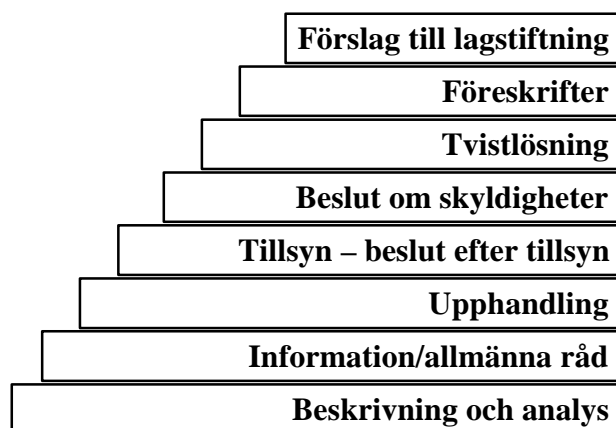 Förslag till lagstiftning
Föreskrifter
Tvistlösning
Beslut om skyldigheter
Tillsyn – beslut efter tillsyn
Upphandling
Information/allmänna råd
Beskrivning och analys